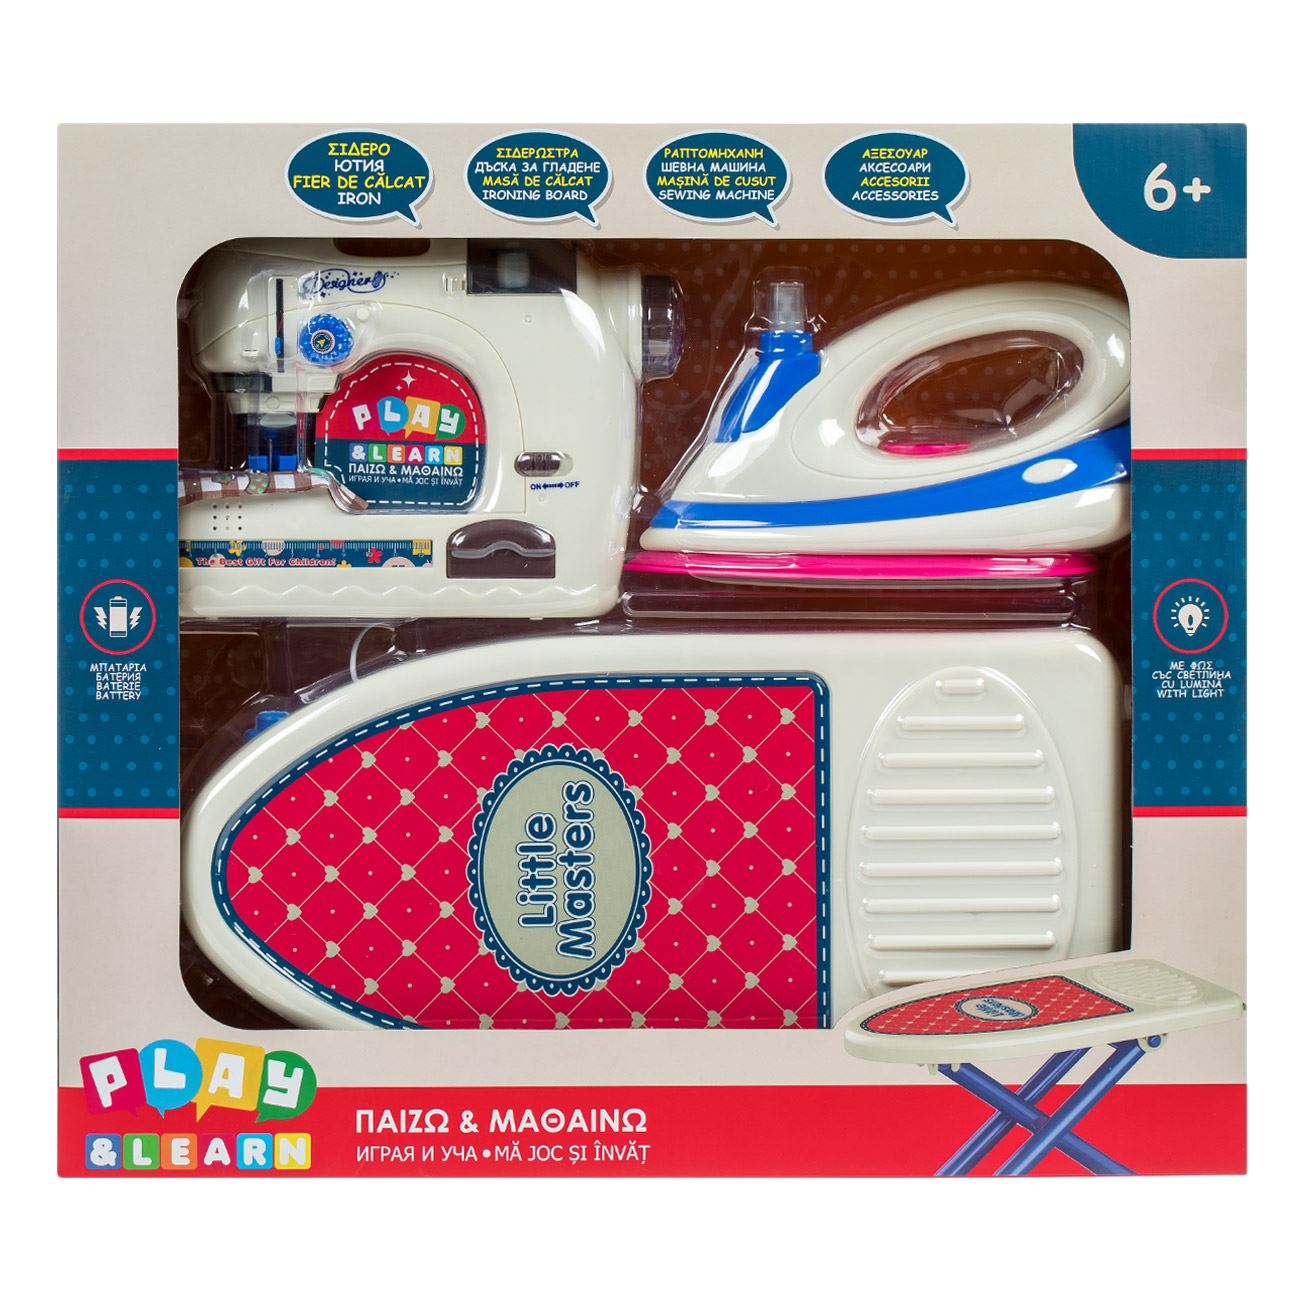 ΣΙΔΕΡΟ
ЮТИЯ
FIER DE CĂLCAT
IRON
ΣΙΔΕΡΩΣΤΡΑ
ДЪСКА ЗА ГЛАДЕНЕ
MASĂ DE CĂLCAT
IRONING BOARD
ΡΑΠΤΟΜΗΧΑΝΗ
ШЕВНА МАШИНА
MAȘINĂ DE CUSUT
SEWING MACHINE
ΑΞΕΣΟΥΑΡ
АКСЕСОАРИ
ACCESORII
ACCESSORIES
6+
Designer
PLAY
& LEARN
ΠΑΙΖΩ & ΜΑΘΑΙΝΩ
ИГРАЯ И УЧА • MĂ JOC ȘI ÎNVĂȚ
ON OFF
The Best Gift For Children!
ΜΠΑΤΑΡΙΑ
БАТЕРИЯ
BATERIE
BATTERY
ΜΕ ΦΩΣ
СЪС СВЕТЛИНА
CU LUMINĂ
WITH LIGHT
Little
Masters
Little
Masters
PLAY
& LEARN
ΠΑΙΖΩ & ΜΑΘΑΙΝΩ
ИГРАЯ И УЧА • MĂ JOC ȘI ÎNVĂȚ